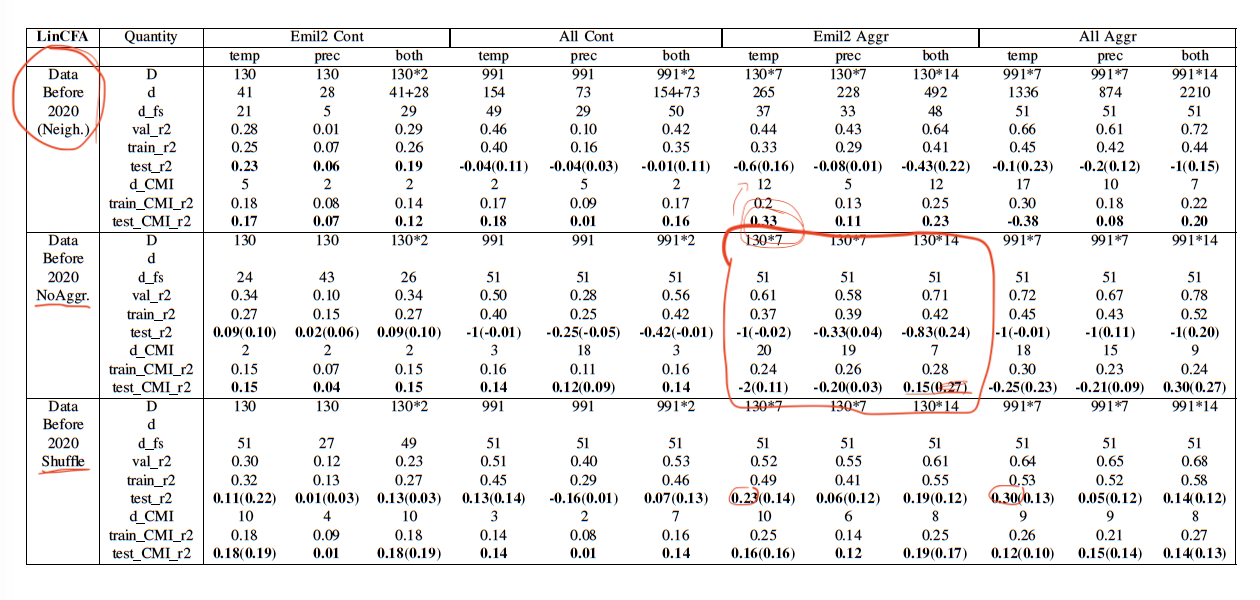 LinCFA Quantity Emil2 Cont All Cont Emil2 Aggr All Aggr
temp prec both temp prec both temp prec both temp prec both
Data D 130 130 130*2 991 991 991*2 130*7 130*7 130*14 991*7 991*7 991*14
Before d 41 28 41+28 154 73 154+73 265 228 492 1336 874 2210
2020 d_fs 21 5 29 49 29 50 37 33 48 51 51 51
(Neigh.) val_r2 0.28 0.01 0.29 0.46 0.10 0.42 0.44 0.43 0.64 0.66 0.61 0.72
train_r2 0.25 0.07 0.26 0.40 0.16 0.35 0.33 0.29 0.41 0.45 0.42 0.44
test_r2 0.23 0.06 0.19 -0.04(0.11) -0.04(0.03) -0.01(0.11) -0.6(0.16) -0.08(0.01) -0.43(0.22) -0.1(0.23) -0.2(0.12) -1(0.15)
d_CMI 5 2 2 2 5 2 12 5 12 17 10 7
train_CMI_r2 0.18 0.08 0.14 0.17 0.09 0.17 0.2 0.13 0.25 0.30 0.18 0.22
test_CMI_r2 0.17 0.07 0.12 0.18 0.01 0.16 0.33 0.11 0.23 -0.38 0.08 0.20
Data D 130 130 130*2 991 991 991*2 130*7 130*7 130*14 991*7 991*7 991*14
Before d
2020 d_fs 24 43 26 51 51 51 51 51 51 51 51 51
NoAggr. val_r2 0.34 0.10 0.34 0.50 0.28 0.56 0.61 0.58 0.71 0.72 0.67 0.78
train_r2 0.27 0.15 0.27 0.40 0.25 0.42 0.37 0.39 0.42 0.45 0.43 0.52
test_r2 0.09(0.10) 0.02(0.06) 0.09(0.10) -1(-0.01) -0.25(-0.05) -0.42(-0.01) -1(-0.02) -0.33(0.04) -0.83(0.24) -1(-0.01) -1(0.11) -1(0.20)
d_CMI 2 2 2 3 18 3 20 19 7 18 15 9
train_CMI_r2 0.15 0.07 0.15 0.16 0.11 0.16 0.24 0.26 0.28 0.30 0.23 0.24
test_CMI_r2 0.15 0.04 0.15 0.14 0.12(0.09) 0.14 -2(0.11) -0.20(0.03) 0.15(0.27) -0.25(0.23) -0.21(0.09) 0.30(0.27)
Data D 130 130 130*2 991 991 991*2 130*7 130*7 130*14 991*7 991*7 991*14
Before d
2020 d_fs 51 27 49 51 51 51 51 51 51 51 51 51
Shuffle val_r2 0.30 0.12 0.23 0.51 0.40 0.53 0.52 0.55 0.61 0.64 0.65 0.68
train_r2 0.32 0.13 0.27 0.45 0.29 0.46 0.49 0.41 0.55 0.53 0.52 0.58
test_r2 0.11(0.22) 0.01(0.03) 0.13(0.03) 0.13(0.14) -0.16(0.01) 0.07(0.13) 0.23(0.14) 0.06(0.12) 0.19(0.12) 0.30(0.13) 0.05(0.12) 0.14(0.12)
d_CMI 10 4 10 3 2 7 10 6 8 9 9 8
train_CMI_r2 0.18 0.09 0.18 0.14 0.08 0.16 0.25 0.14 0.25 0.26 0.21 0.27
test_CMI_r2 0.18(0.19) 0.01 0.18(0.19) 0.14 0.01 0.14 0.16(0.16) 0.12 0.19(0.17) 0.12(0.10) 0.15(0.14) 0.14(0.13)